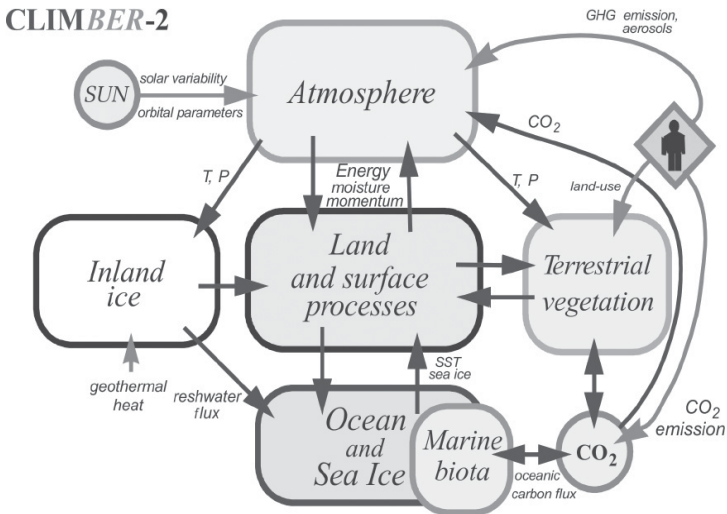 CLIMBER-2
GHG emission,
aerosols
solar variability
SUN
orbital parameters
Atmosphere
CO2
T, P
Energy
moisture
momentum
T, P
land-use
Inland
ice
Land
and surface
processes
Terrestrial
vegetation
geothermal
heat
reshwater
flux
SST
sea ice
Ocean
and
Sea Ice
Marine
biota
oceanic
carbon flux
CO2
CO2
emission